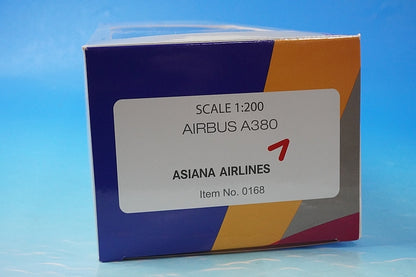 SCALE 1:200
AIRBUS A380
ASIANA AIRLINES
Item No. 0168